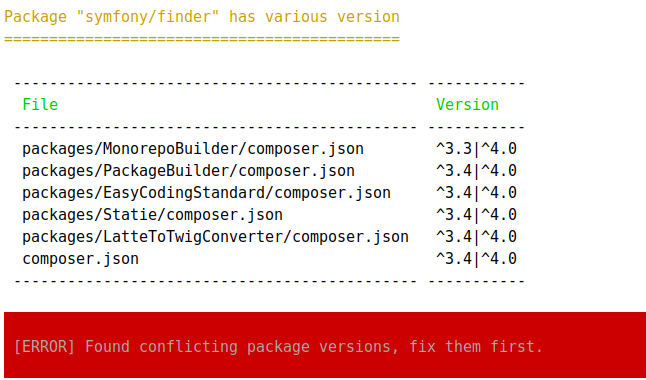 Package "symfony/finder" has various version
============================================
--------------------------------------------- -----------
File Version
--------------------------------------------- -----------
packages/MonorepoBuilder/composer.json ^3.3|^4.0
packages/PackageBuilder/composer.json ^3.4|^4.0
packages/EasyCodingStandard/composer.json ^3.4|^4.0
packages/Statie/composer.json ^3.4|^4.0
packages/LatteToTwigConverter/composer.json ^3.4|^4.0
composer.json ^3.4|^4.0
--------------------------------------------- -----------
[ERROR] Found conflicting package versions, fix them first.